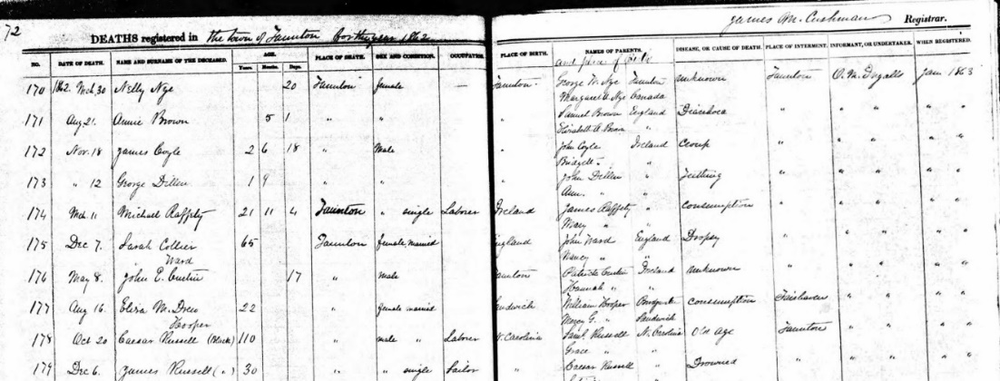 72
James M. Cushman Registrar.
DEATHS registered in the town of Taunton for the year 1862
NO. DATE OF DEATH. NAME AND SURNAME OF THE DECEASED. AGE. Years. Months. Days. PLACE OF DEATH. SEX AND CONDITION. OCCUPATION PLACE OF BIRTH. NAMES OF PARENTS. and place of birth DISEASE, OR CAUSE OF DEATH. PLACE OF INTERMENT. INFORMANT, OR UNDERTAKER. WHEN REGISTERED.
170 1862. Mch 30 Nelly Nye 20 Taunton female — Taunton George W. Nye Taunton unknown Taunton Jan 1863
Margaret A. Nye Canada
171 Aug 21. Annie Brown 5 1 " " " Samuel Brown England " " "
Elizabeth A. "
172 Nov. 18 James Coyle 2 6 18 " Male " John Coyle Ireland Croup " " "
Bridgett " "
173 " 12 George Dillen 1 9 " " " John Dillen " Teething " " "
Ann. " "
174 Mch 11 Michael Raffety 21 11 4 Taunton " single Laborer Ireland James Raffety " consumption " " "
Mary " "
175 Dec 7. Sarah Collier 65 Taunton female, married England John Ward England Dropsy " " "
Ward Nancy " "
176 May 8. John E. Curtin 17 " male Taunton Patrick Curtin Ireland unknown " " "
Hannah " "
177 Aug 16. Eliza M. Drew 22 " female married Sandwich William Hooper consumption Fairhaven " "
Hooper Mercy G. " Sandwich
178 Oct 20 Caesar Russell (Black) 110 " male " Laborer N. Carolina Saml. Russell N. Carolina Old Age Taunton " "
Grace " "
179 Dec 6. James Russell (") 30 " " single Sailor " Caesar Russell " Drowned " " "